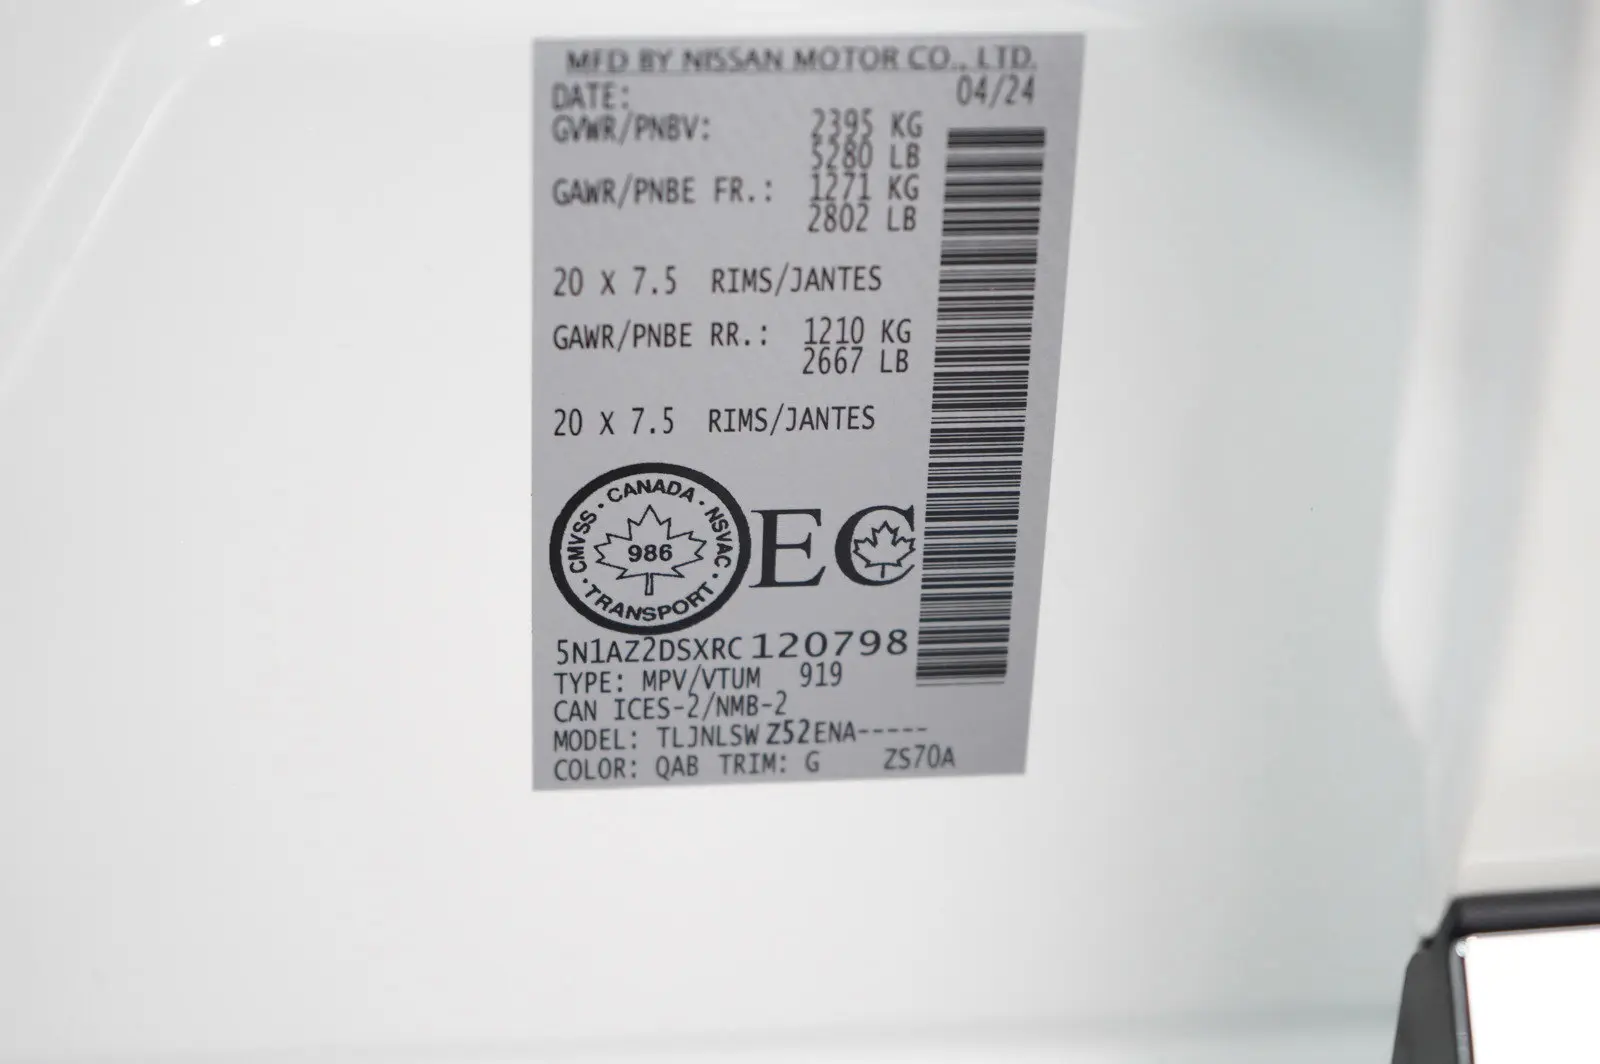 MFD BY NISSAN MOTOR CO., LTD.
DATE: 04/24
GVWR/PNBV: 2395 KG
5280 LB
GAWR/PNBE FR.: 1271 KG
2802 LB
20 X 7.5 RIMS/JANTES
GAWR/PNBE RR.: 1210 KG
2667 LB
20 X 7.5 RIMS/JANTES
CMVSS · CANADA · NSVAC · TRANSPORT ·
986
EC
5N1AZ2DSXRC120798
TYPE: MPV/VTUM 919
CAN ICES-2/NMB-2
MODEL: TLJNLSWZ52ENA-----
COLOR: QAB TRIM: G ZS70A